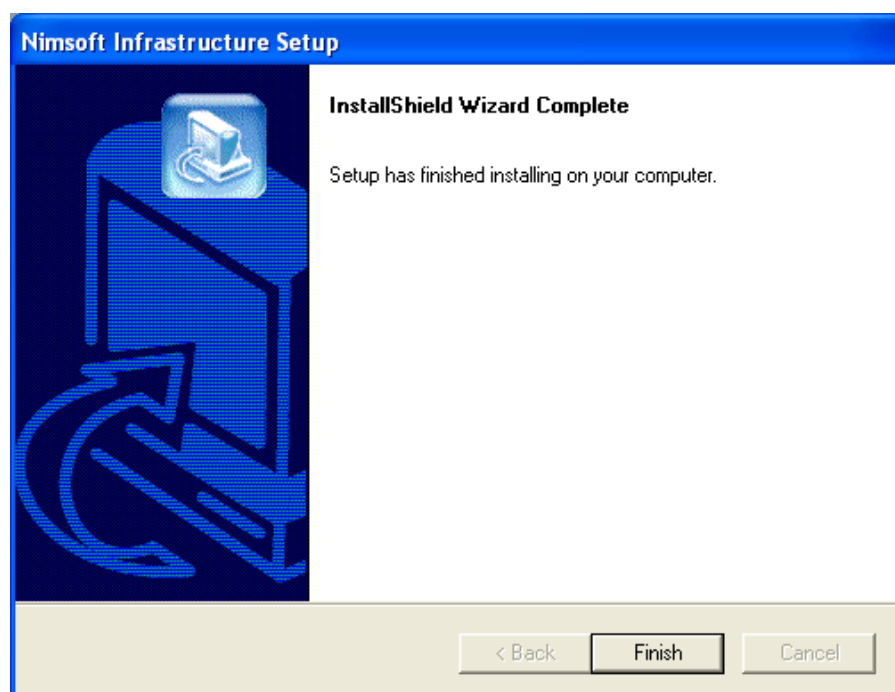 Nimsoft Infrastructure Setup
InstallShield Wizard Complete
Setup has finished installing on your computer.
< Back Finish Cancel